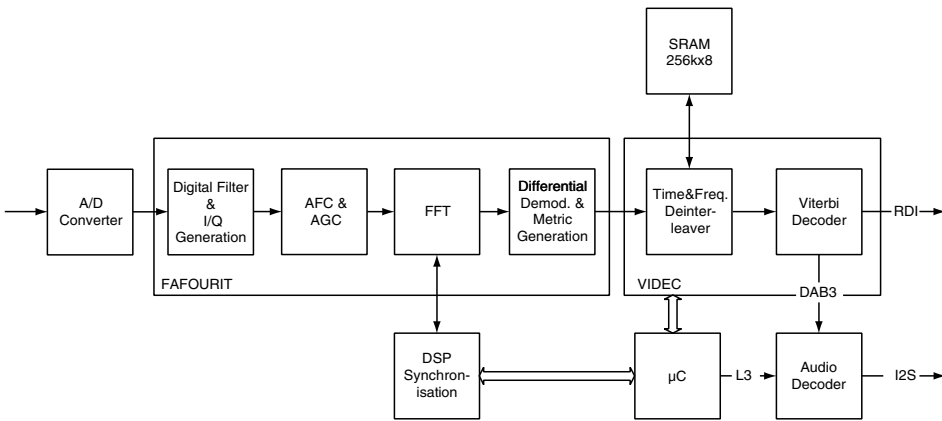 SRAM
256kx8
A/D
Converter
Digital Filter
&
I/Q
Generation
AFC &
AGC
FFT
Differential
Demod. &
Metric
Generation
Time&Freq.
Deinter-
leaver
Viterbi
Decoder
RDI
FAFOURIT
VIDEC
DAB3
DSP
Synchron-
isation
µC
L3
Audio
Decoder
I2S